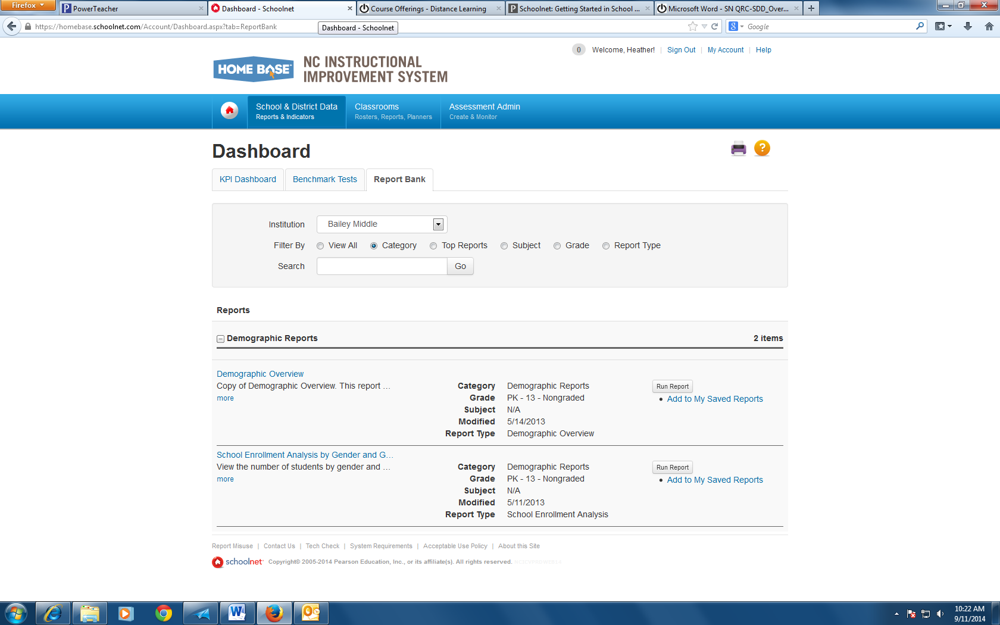 Firefox
PowerTeacher
Dashboard - Schoolnet
Course Offerings - Distance Learning
Schoolnet: Getting Started in School ...
Microsoft Word - SN QRC-SDD_Over...
https://homebase.schoolnet.com/Account/Dashboard.aspx?tab=ReportBank
Dashboard - Schoolnet
Google
0 Welcome, Heather! | Sign Out | My Account | Help
HOME BASE
NC INSTRUCTIONAL
IMPROVEMENT SYSTEM
School & District Data
Reports & Indicators
Classrooms
Rosters, Reports, Planners
Assessment Admin
Create & Monitor
Dashboard
KPI Dashboard
Benchmark Tests
Report Bank
Institution Bailey Middle
Filter By View All Category Top Reports Subject Grade Report Type
Search Go
Reports
Demographic Reports 2 items
Demographic Overview
Copy of Demographic Overview. This report ...
more
Category Demographic Reports
Grade PK - 13 - Nongraded
Subject N/A
Modified 5/14/2013
Report Type Demographic Overview
Run Report
Add to My Saved Reports
School Enrollment Analysis by Gender and G...
View the number of students by gender and ...
more
Category Demographic Reports
Grade PK - 13 - Nongraded
Subject N/A
Modified 5/11/2013
Report Type School Enrollment Analysis
Run Report
Add to My Saved Reports
Report Misuse | Contact Us | Tech Check | System Requirements | Acceptable Use Policy | About this Site
schoolnet Copyright© 2005-2014 Pearson Education, Inc., or its affiliate(s). All rights reserved.
10:22 AM
9/11/2014